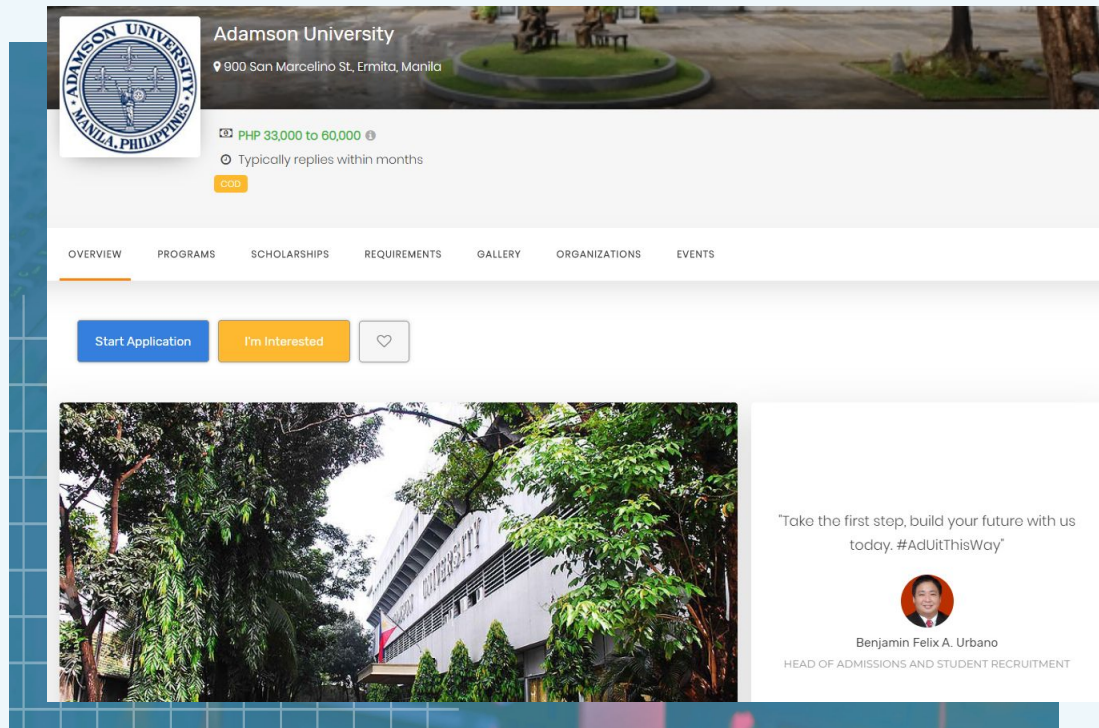 ADAMSON UNIVERSITY
MANILA, PHILIPPINES
Adamson University
900 San Marcelino St., Ermita, Manila
PHP 33,000 to 60,000
Typically replies within months
COD
OVERVIEW PROGRAMS SCHOLARSHIPS REQUIREMENTS GALLERY ORGANIZATIONS EVENTS
Start Application I'm Interested
ADAMSON UNIVERSITY
"Take the first step, build your future with us
today. #AdUitThisWay"
Benjamin Felix A. Urbano
HEAD OF ADMISSIONS AND STUDENT RECRUITMENT